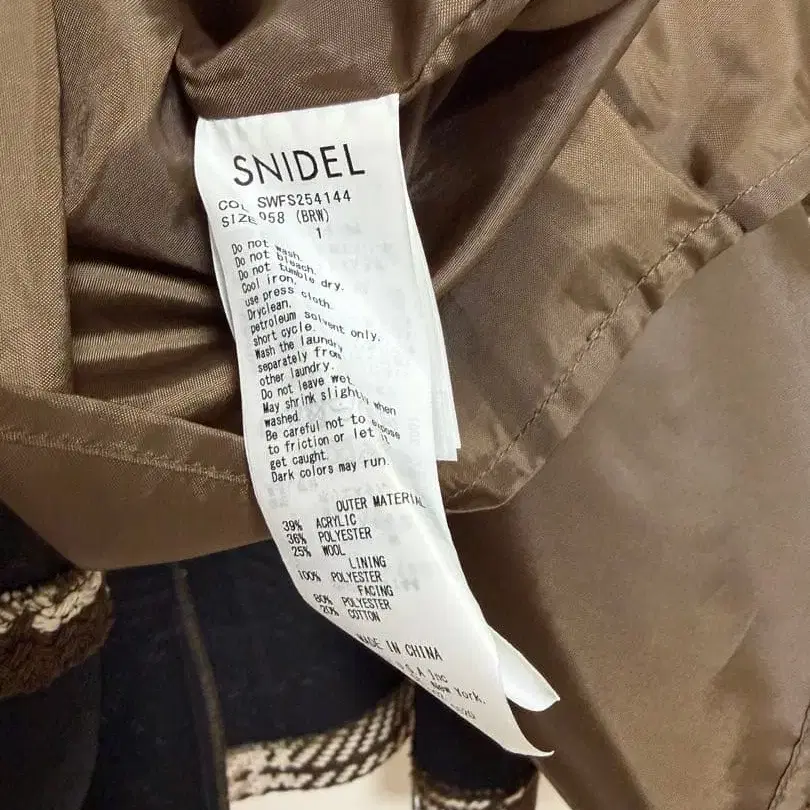 SNIDEL
SWFS254144
SIZE 058 (BRW)
1
Do not wash.
Do not bleach.
Do not tumble dry.
Cool iron.
use press cloth.
Dryclean.
petroleum solvent only.
short cycle.
Wash the laundry
separately from
other laundry.
Do not leave wet.
May shrink slightly when
washed.
Be careful not to expose
to friction or let it
get caught.
Dark colors may run.
OUTER MATERIAL
39% ACRYLIC
36% POLYESTER
25% WOOL
LINING
100% POLYESTER
FACING
80% POLYESTER
20% COTTON
MADE IN CHINA
Inc
New York.